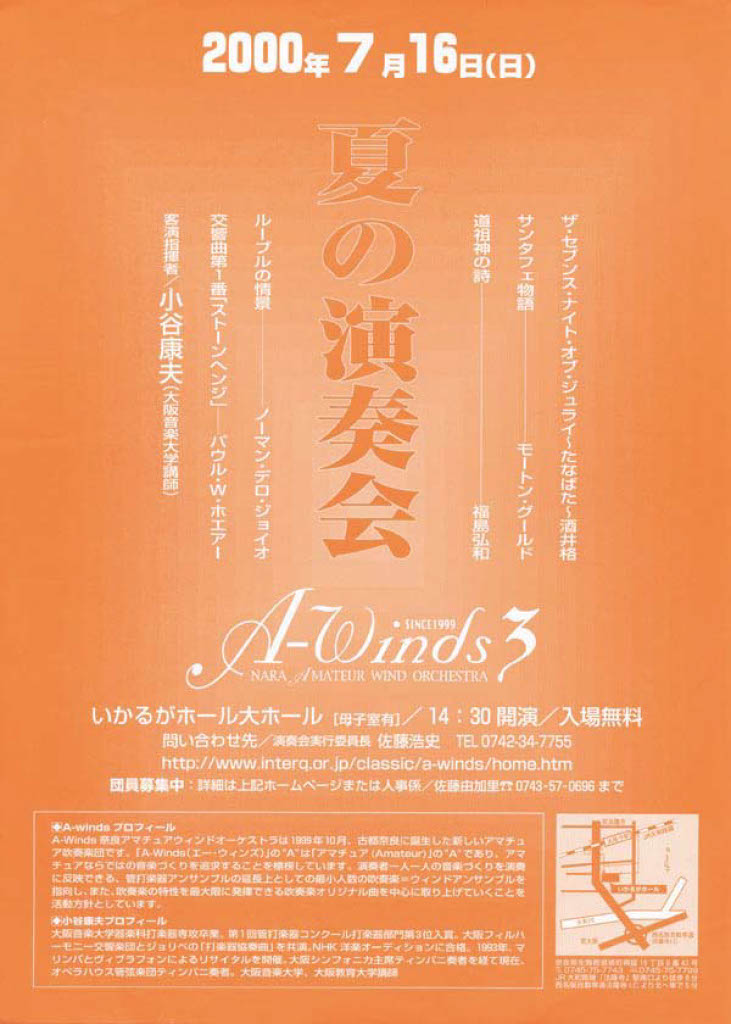 2000年 7月16日(日)
夏の演奏会
ザ・セブンス・ナイト・オブ・ジュライ〜たなばた〜酒井格
サンタフェ物語 モートン・グールド
道祖神の詩 福島弘和
ルーブルの情景 ノーマン・デロ・ジョイオ
交響曲第1番「ストーンヘンジ」 パウル・W・ホエアー
客演指揮者/小谷康夫(大阪音楽大学講師)
A-Winds 3
SINCE1999
NARA AMATEUR WIND ORCHESTRA
いかるがホール大ホール [母子室有]/14:30開演/入場無料
問い合わせ先/演奏会実行委員長 佐藤浩史 TEL 0742-34-7755
http://www.interq.or.jp/classic/a-winds/home.htm
団員募集中:詳細は上記ホームページまたは人事係/佐藤由加里☎0743-57-0696まで
A-winds プロフィール
A-Winds 奈良アマチュアウィンドオーケストラは1999年10月、古都奈良に誕生した新しいアマチュ
ア吹奏楽団です。「A-Winds(エー・ウィンズ)」の"A"は「アマチュア(Amateur)」の"A"であり、アマ
チュアならではの音楽づくりを追求することを標榜しています。演奏者一人一人の音楽づくりを演奏
に反映できる、管打楽器アンサンブルの延長上としての最小人数の吹奏楽=ウィンドアンサンブルを
指向し、また、吹奏楽の特性を最大限に発揮できる吹奏楽オリジナル曲を中心に取り上げていくことを
活動方針としています。
小谷康夫プロフィール
大阪音楽大学器楽科打楽器専攻卒業。第1回管打楽器コンクール打楽器部門第3位入賞。大阪フィルハ
ーモニー交響楽団とジョリベの「打楽器協奏曲」を共演。NHK 洋楽オーディションに合格。1993年、マ
リンバとヴィブラフォンによるリサイタルを開催。大阪シンフォニカ主席ティンパニ奏者を経て現在、
オペラハウス管弦楽団ティンパニ奏者。大阪音楽大学、大阪教育大学講師
いかるがホール